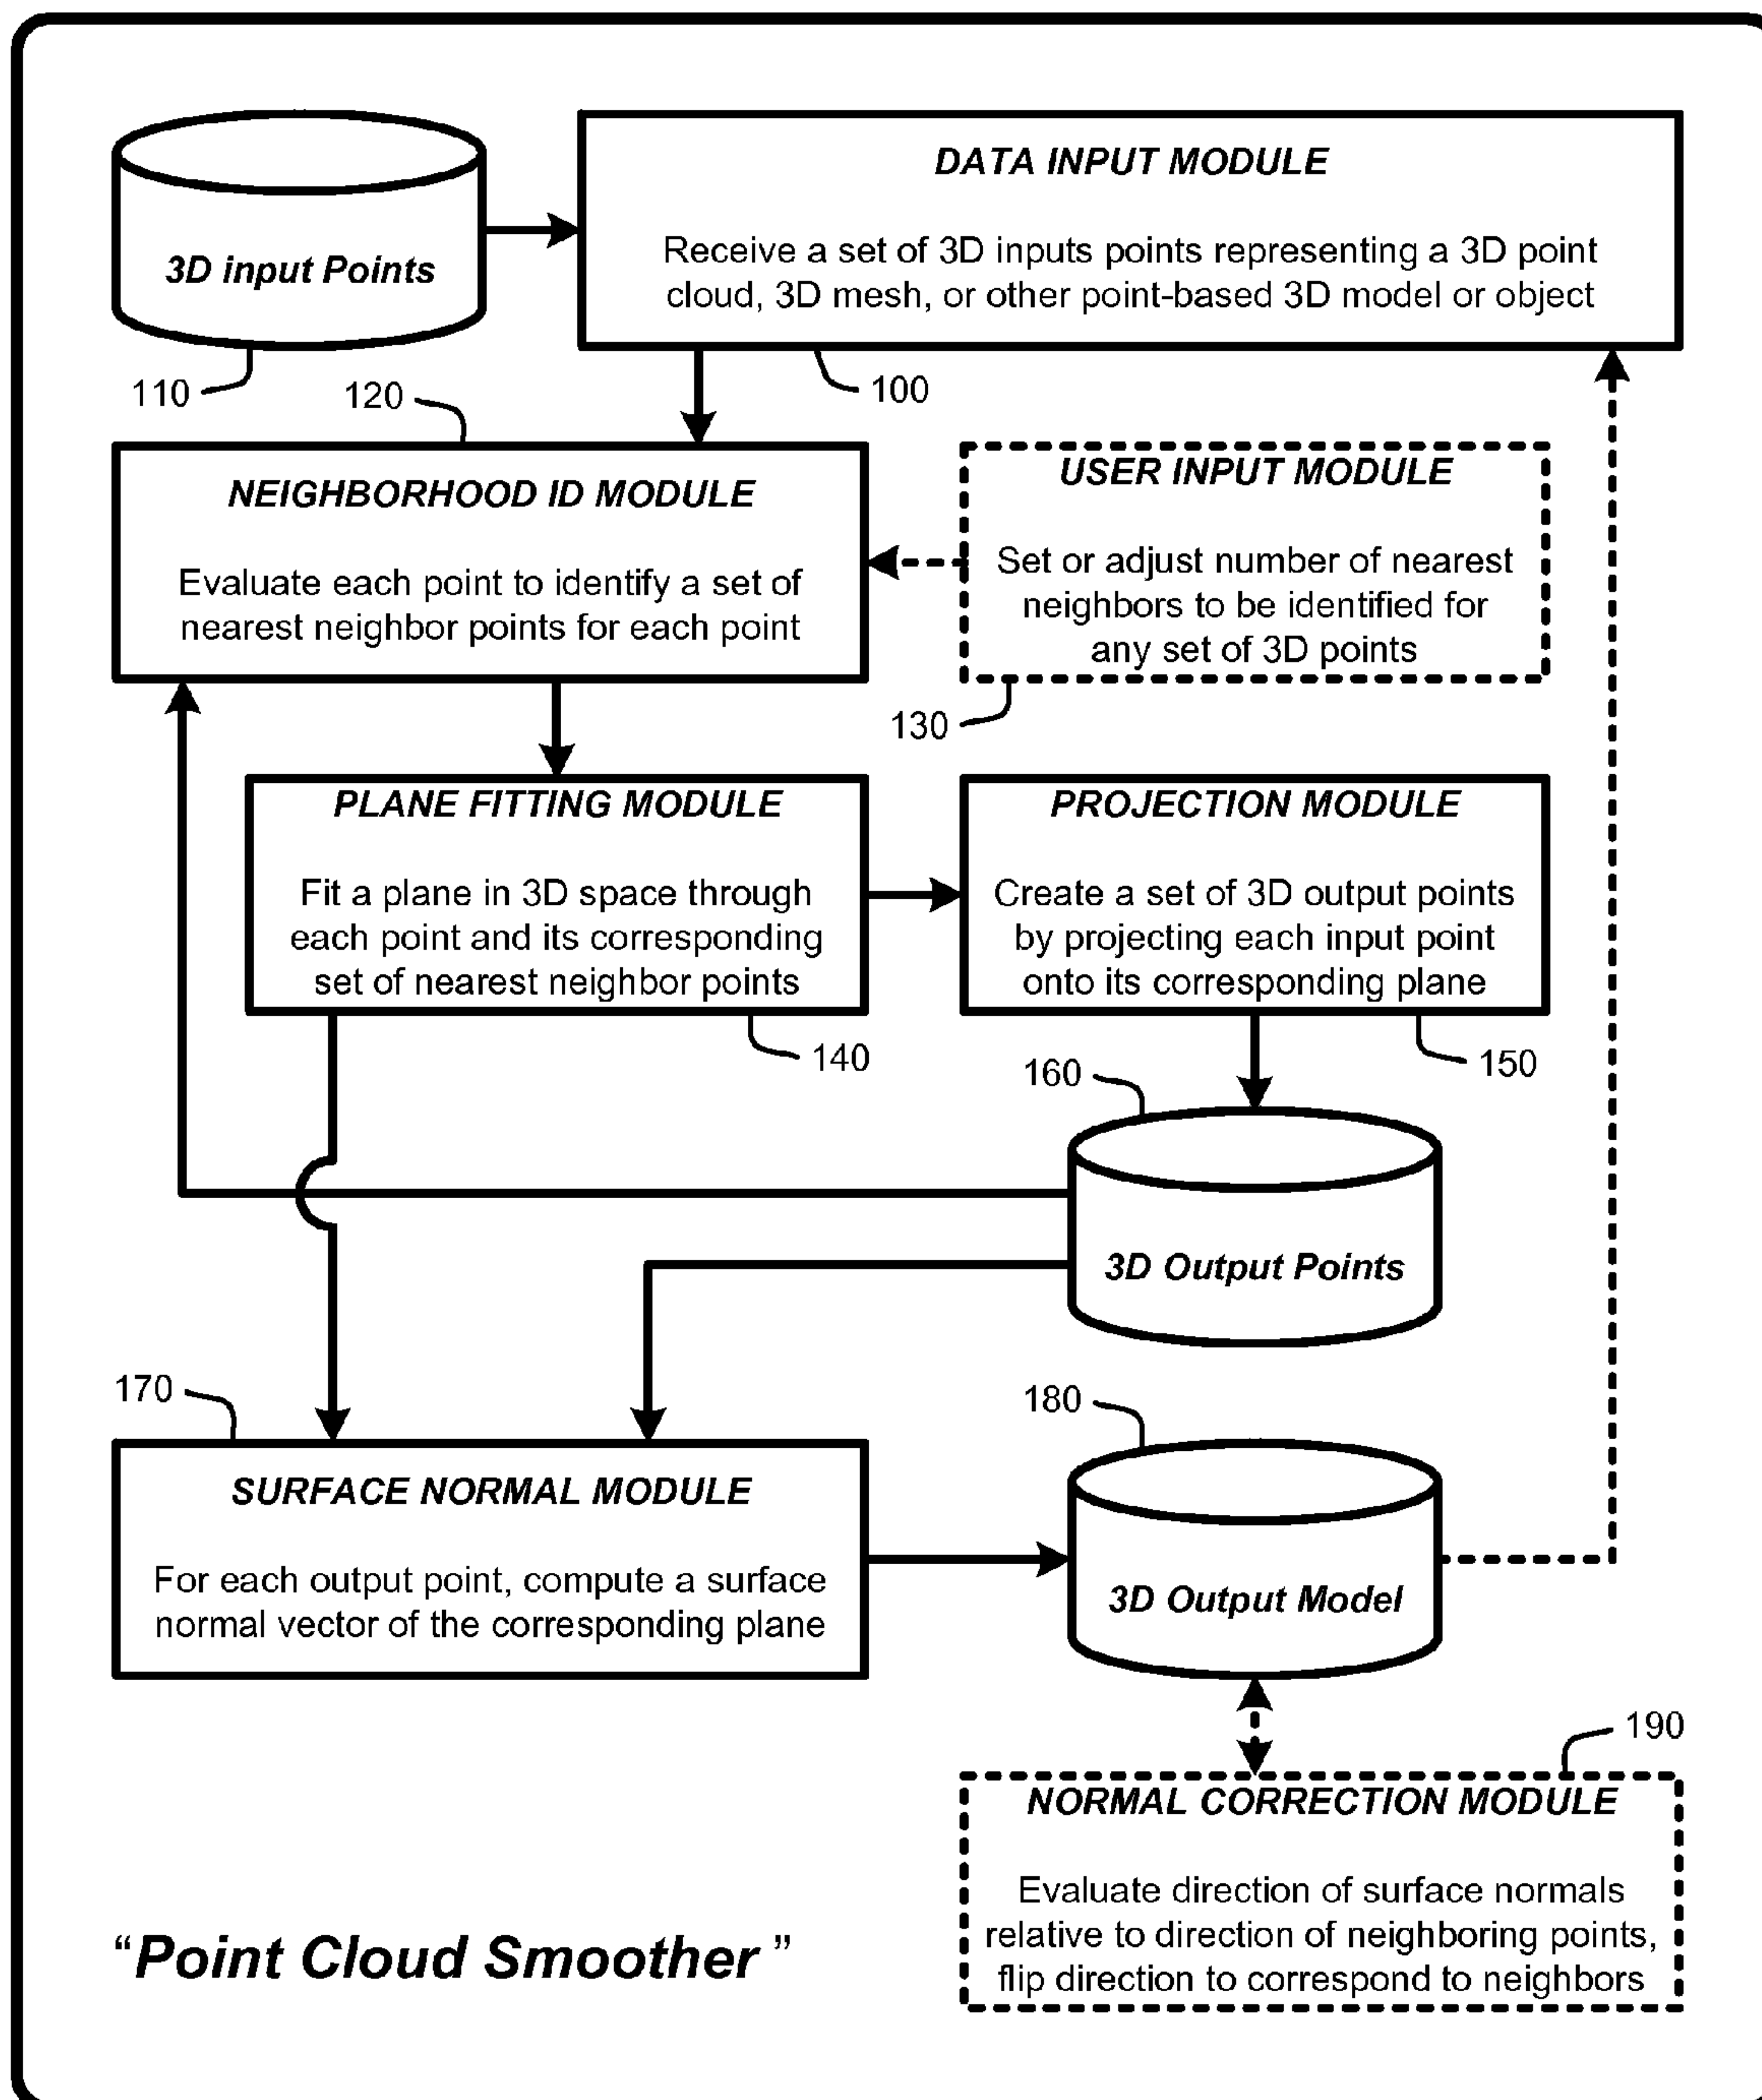 DATA INPUT MODULE
3D input Points
Receive a set of 3D inputs points representing a 3D point
cloud, 3D mesh, or other point-based 3D model or object
110
120
100
NEIGHBORHOOD ID MODULE
Evaluate each point to identify a set of
nearest neighbor points for each point
USER INPUT MODULE
Set or adjust number of nearest
neighbors to be identified for
any set of 3D points
130
PLANE FITTING MODULE
Fit a plane in 3D space through
each point and its corresponding
set of nearest neighbor points
140
PROJECTION MODULE
Create a set of 3D output points
by projecting each input point
onto its corresponding plane
150
160
3D Output Points
170
180
SURFACE NORMAL MODULE
For each output point, compute a surface
normal vector of the corresponding plane
3D Output Model
190
NORMAL CORRECTION MODULE
Evaluate direction of surface normals
relative to direction of neighboring points,
flip direction to correspond to neighbors
“Point Cloud Smoother ”